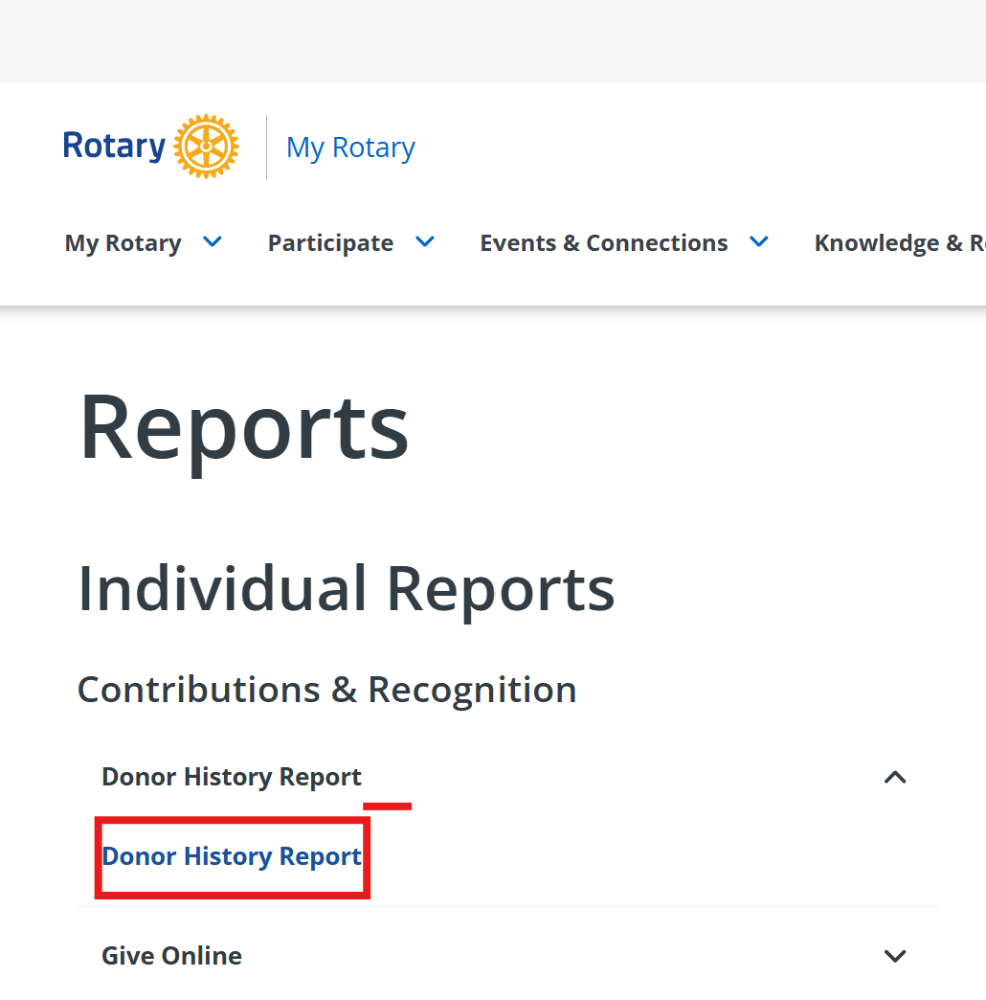 Rotary
My Rotary
My Rotary Participate Events & Connections Knowledge &
Reports
Individual Reports
Contributions & Recognition
Donor History Report
Donor History Report
Give Online